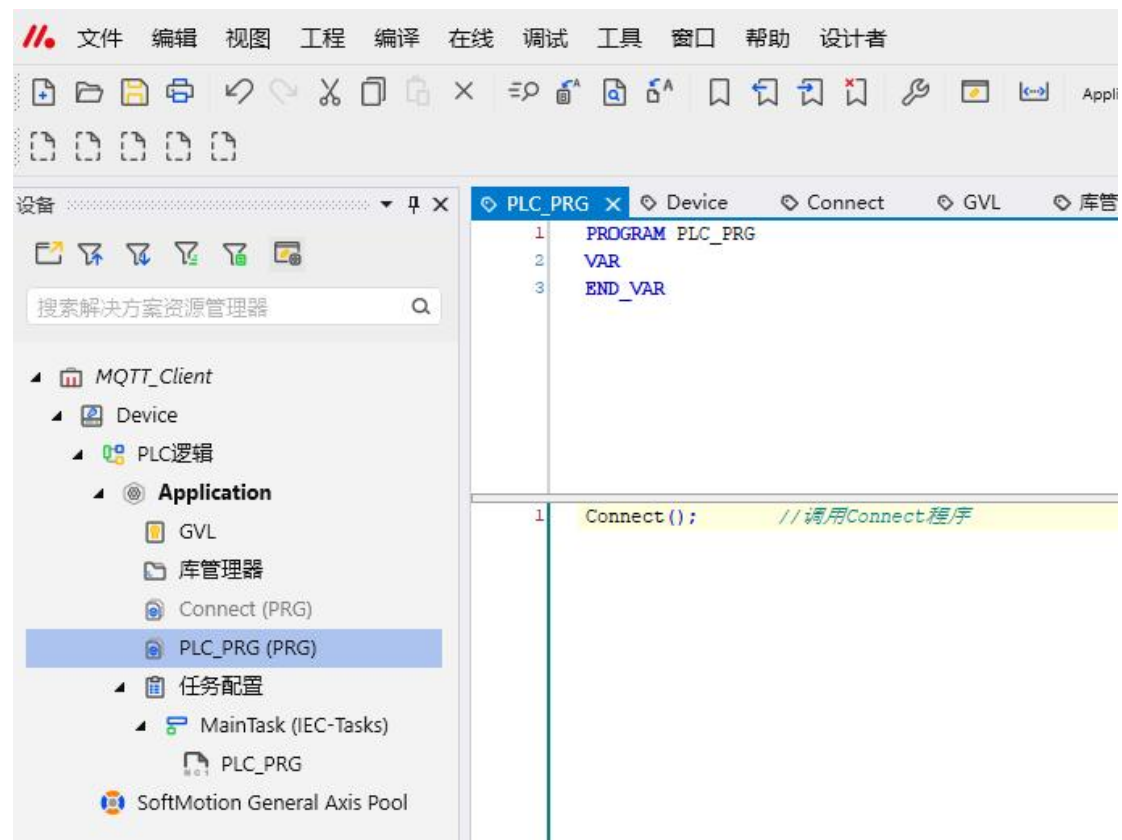 文件 编辑 视图 工程 编译 在线 调试 工具 窗口 帮助 设计者
Appli
设备
搜索解决方案资源管理器
MQTT_Client
Device
PLC逻辑
Application
GVL
库管理器
Connect (PRG)
PLC_PRG (PRG)
任务配置
MainTask (IEC-Tasks)
PLC_PRG
SoftMotion General Axis Pool
PLC_PRG Device Connect GVL 库管
1 PROGRAM PLC_PRG
2 VAR
3 END_VAR
1 Connect(); //调用Connect程序